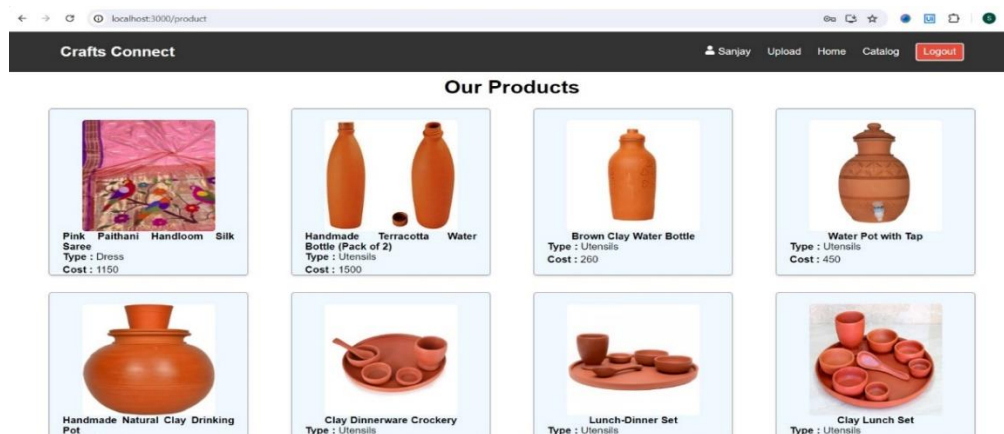 localhost:3000/product
Crafts Connect
Sanjay Upload Home Catalog Logout
Our Products
Pink Paithani Handloom Silk
Saree
Type : Dress
Cost : 1150
Handmade Terracotta Water
Bottle (Pack of 2)
Type : Utensils
Cost : 1500
Brown Clay Water Bottle
Type : Utensils
Cost : 260
Water Pot with Tap
Type : Utensils
Cost : 450
Handmade Natural Clay Drinking
Pot
Clay Dinnerware Crockery
Type : Utensils
Lunch-Dinner Set
Type : Utensils
Clay Lunch Set
Type : Utensils